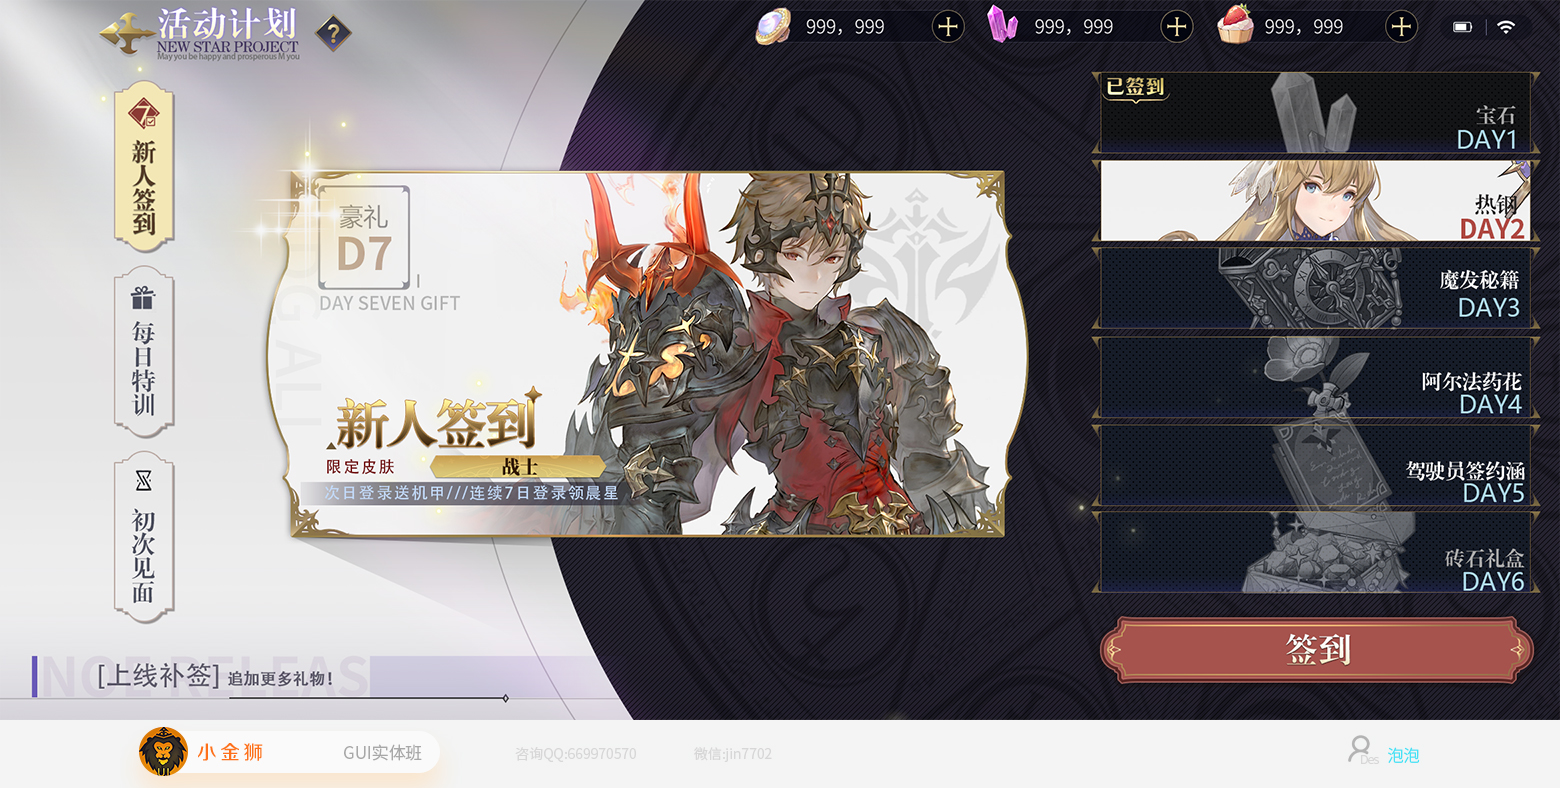 活动计划
NEW STAR PROJECT
May you be happy and prosperous M you
?
999，999
999，999
999，999
7
新人签到
每日特训
初次见面
豪礼
D7
DAY SEVEN GIFT
新人签到
限定皮肤
战士
次日登录送机甲///连续7日登录领晨星
已签到
宝石
DAY1
热钢
DAY2
魔发秘籍
DAY3
阿尔法药花
DAY4
驾驶员签约涵
DAY5
砖石礼盒
DAY6
签到
NOE RELEAS
[上线补签] 追加更多礼物！
UI
小金狮
GUI实体班
咨询QQ:669970570
微信:jin7702
Des
泡泡